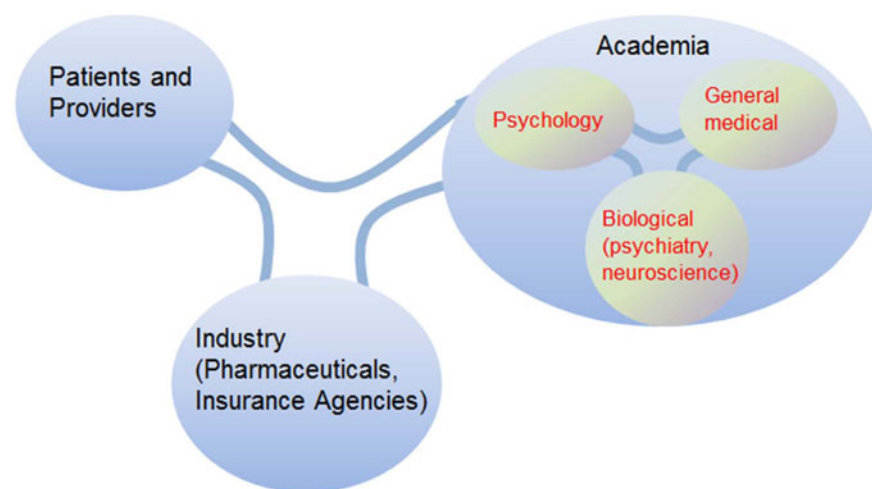 Patients and
Providers
Academia
Psychology
General
medical
Biological
(psychiatry,
neuroscience)
Industry
(Pharmaceuticals,
Insurance Agencies)